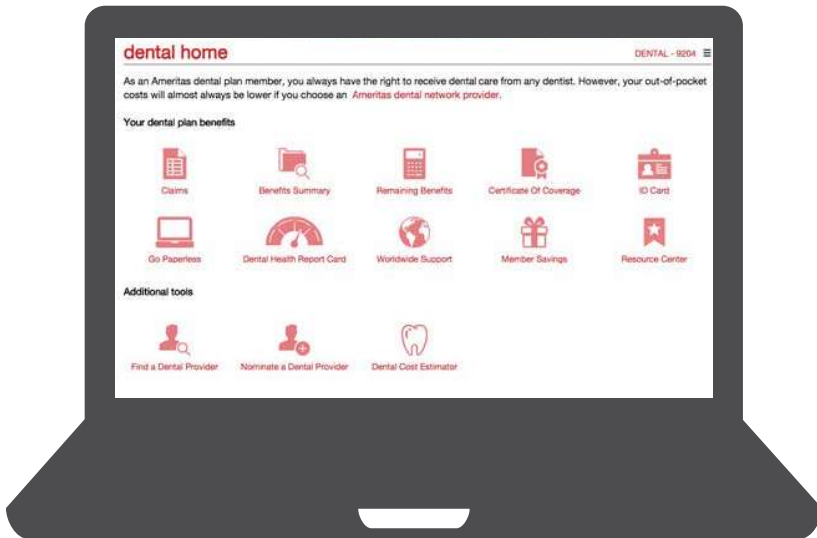 dental home
DENTAL - 9204
As an Ameritas dental plan member, you always have the right to receive dental care from any dentist. However, your out-of-pocket
costs will almost always be lower if you choose an Ameritas dental network provider.
Your dental plan benefits
Claims
Benefits Summary
Remaining Benefits
Certificate Of Coverage
ID Card
Go Paperless
Dental Health Report Card
Worldwide Support
Member Savings
Resource Center
Additional tools
Find a Dental Provider
Nominate a Dental Provider
Dental Cost Estimator